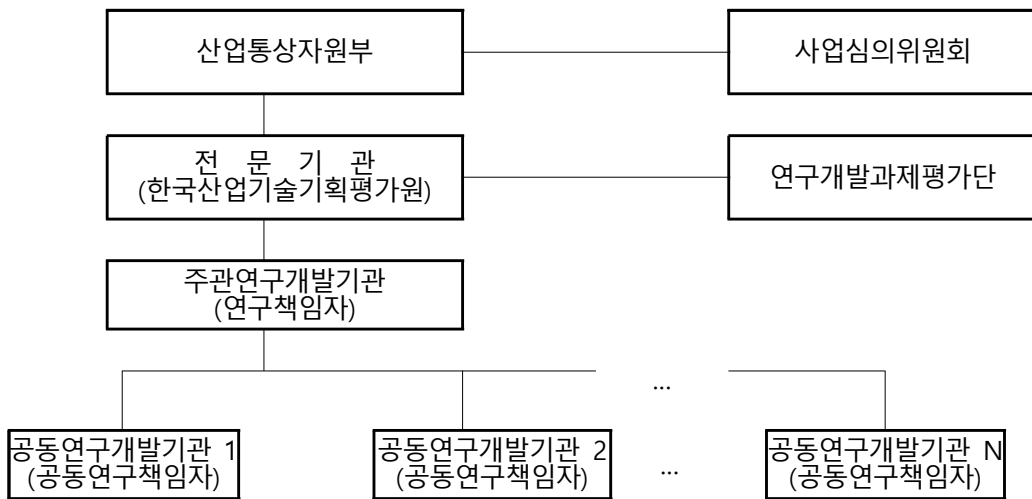 산업통상자원부
사업심의위원회
전 문 기 관
(한국산업기술기획평가원)
연구개발과제평가단
주관연구개발기관
(연구책임자)
...
공동연구개발기관 1
(공동연구책임자)
공동연구개발기관 2
(공동연구책임자)
...
공동연구개발기관 N
(공동연구책임자)